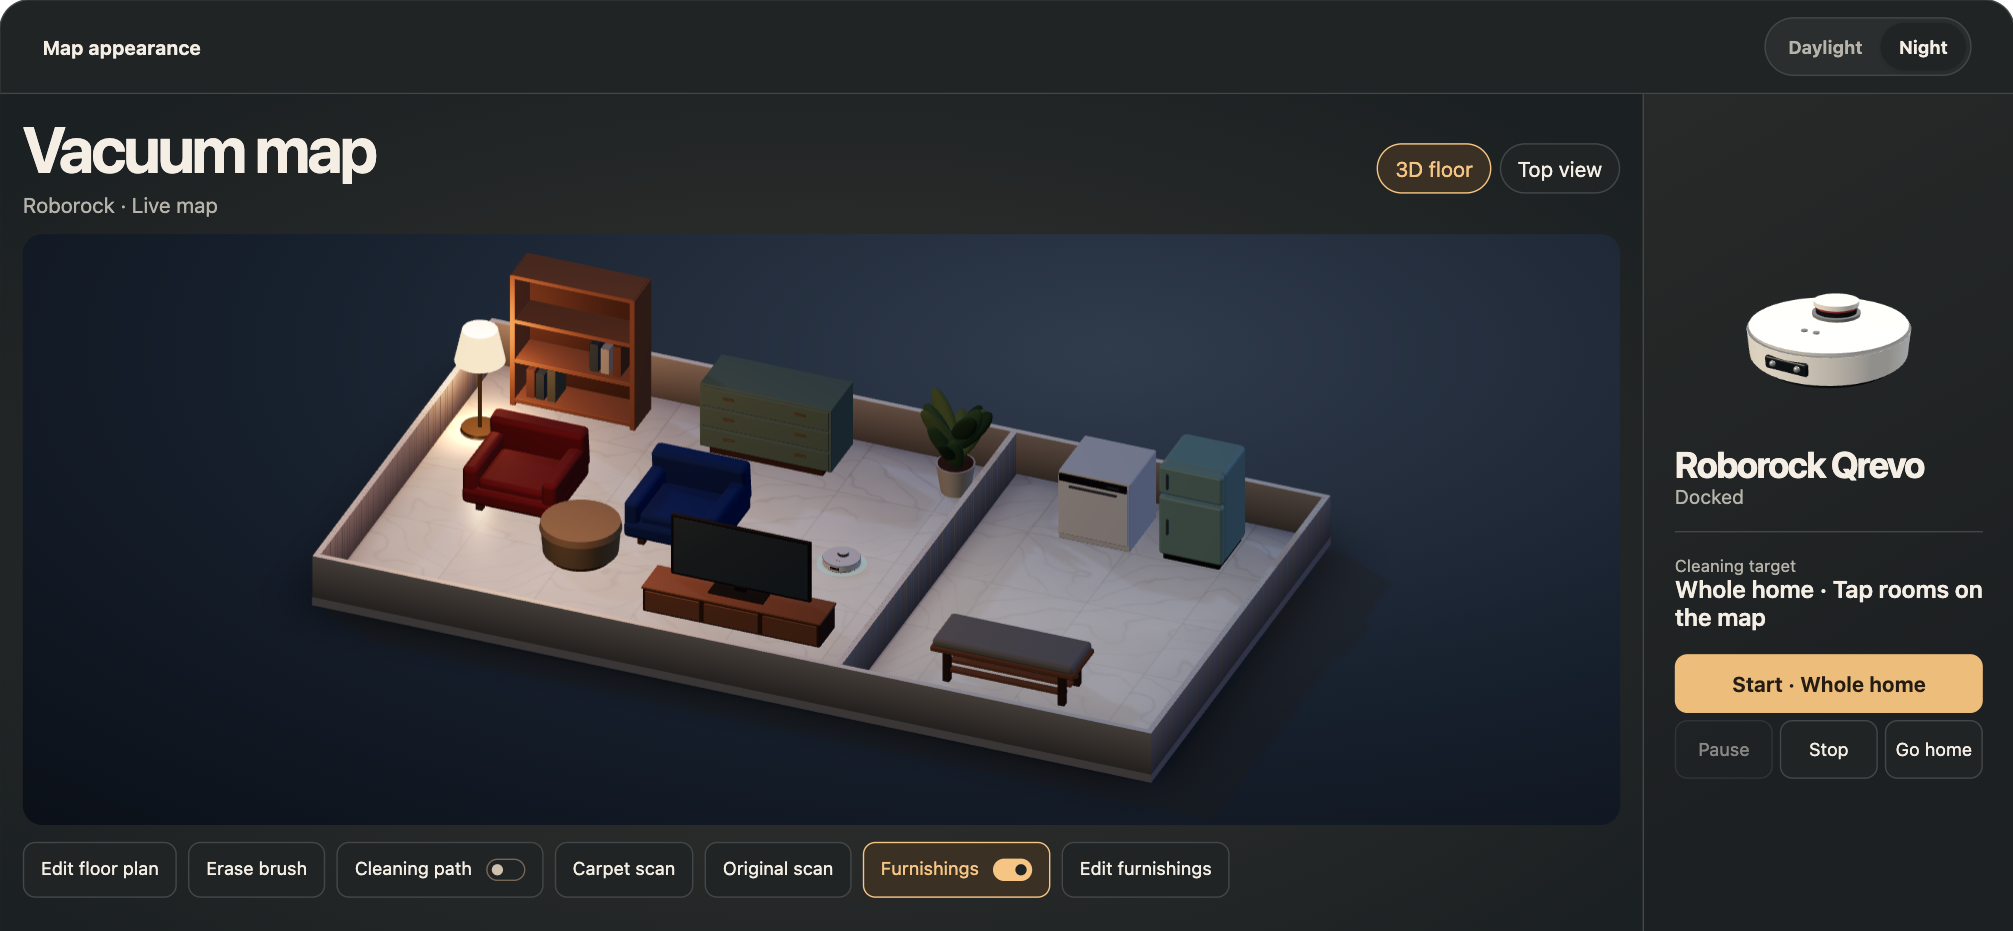 Map appearance
Daylight
Night
Vacuum map
Roborock · Live map
3D floor
Top view
Roborock Qrevo
Docked
Cleaning target
Whole home · Tap rooms on
the map
Start · Whole home
Pause
Stop
Go home
Edit floor plan
Erase brush
Cleaning path
Carpet scan
Original scan
Furnishings
Edit furnishings